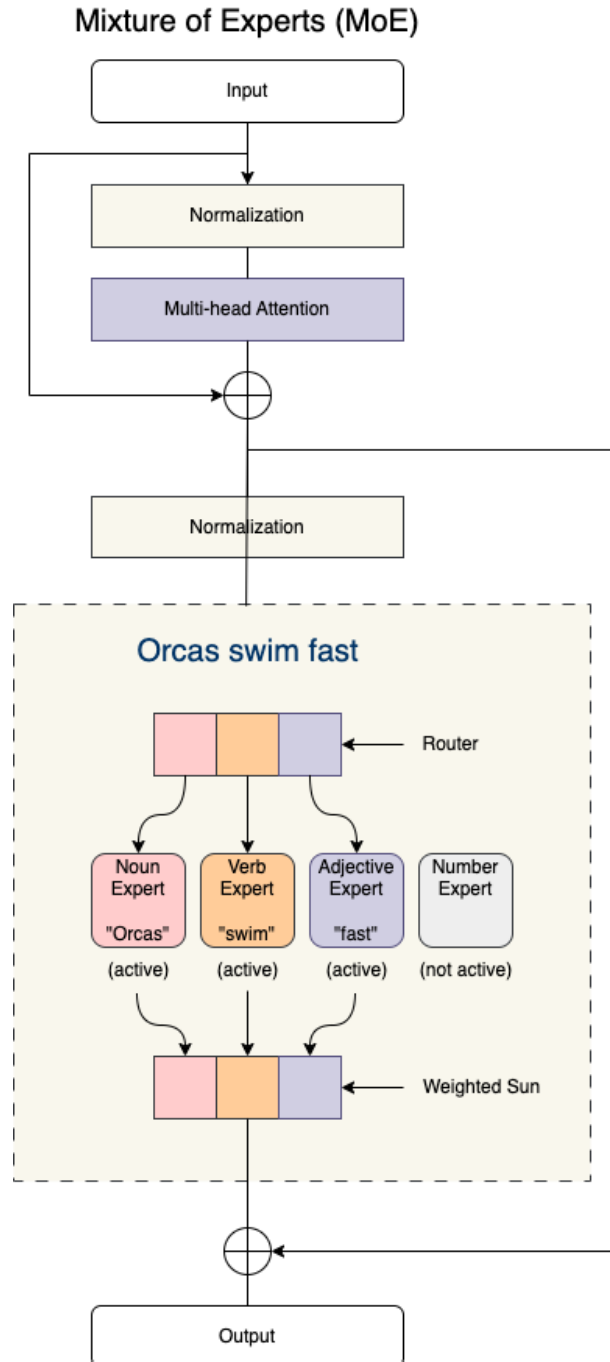 Mixture of Experts (MoE)
Input
Normalization
Multi-head Attention
Normalization
Orcas swim fast
Router
Noun
Expert
"Orcas"
(active)
Verb
Expert
"swim"
(active)
Adjective
Expert
"fast"
(active)
Number
Expert
(not active)
Weighted Sun
Output